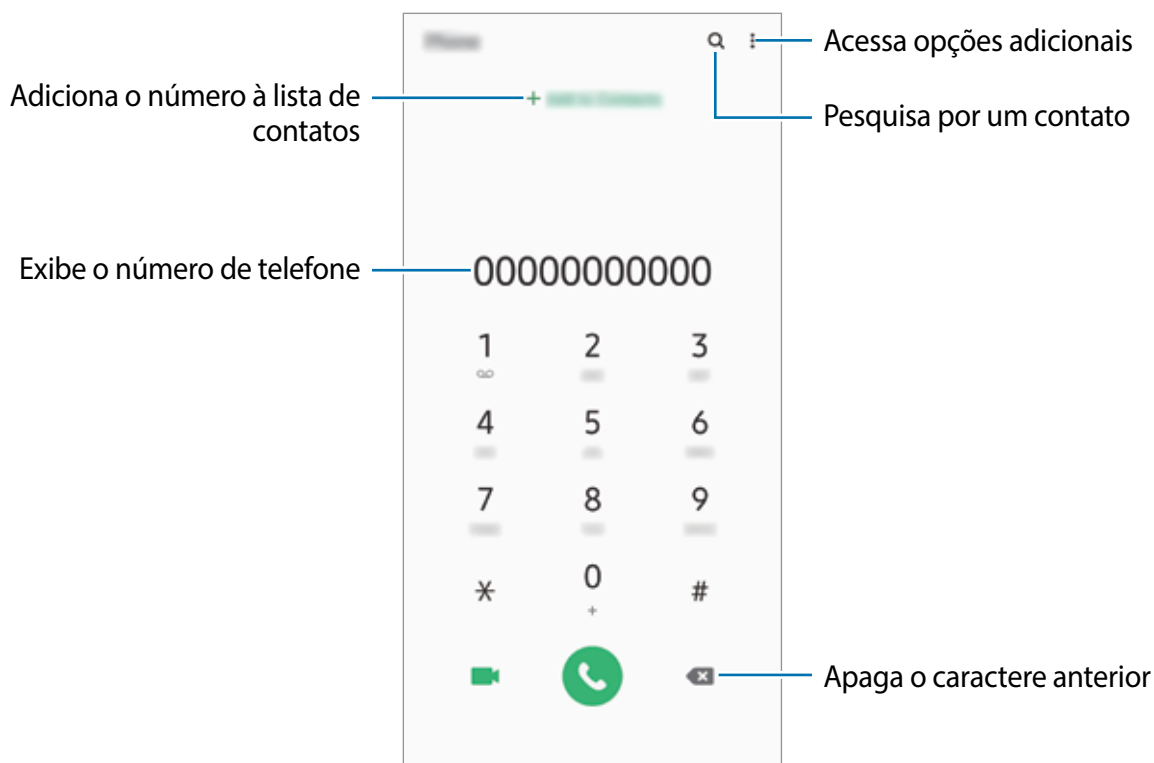 Acessa opções adicionais
Adiciona o número à lista de
contatos
Pesquisa por um contato
Exibe o número de telefone
00000000000
1 2 3
4 5 6
7 8 9
* 0 #
+
Apaga o caractere anterior